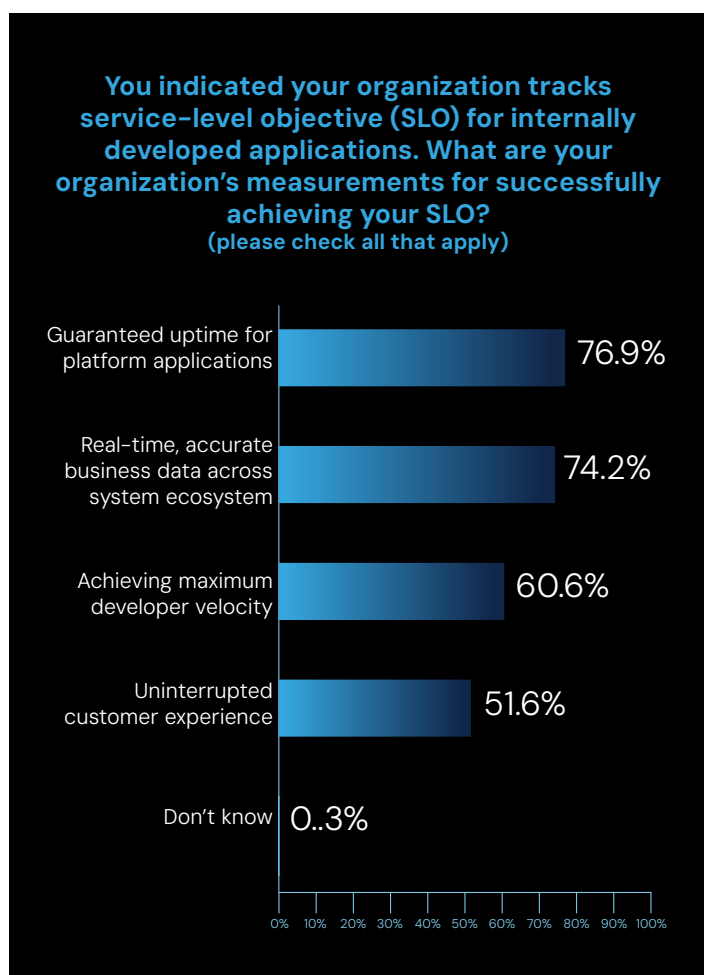 You indicated your organization tracks
service-level objective (SLO) for internally
developed applications. What are your
organization’s measurements for successfully
achieving your SLO?
(please check all that apply)
Guaranteed uptime for
platform applications
76.9%
Real-time, accurate
business data across
system ecosystem
74.2%
Achieving maximum
developer velocity
60.6%
Uninterrupted
customer experience
51.6%
Don’t know
0..3%
0% 10% 20% 30% 40% 50% 60% 70% 80% 90% 100%